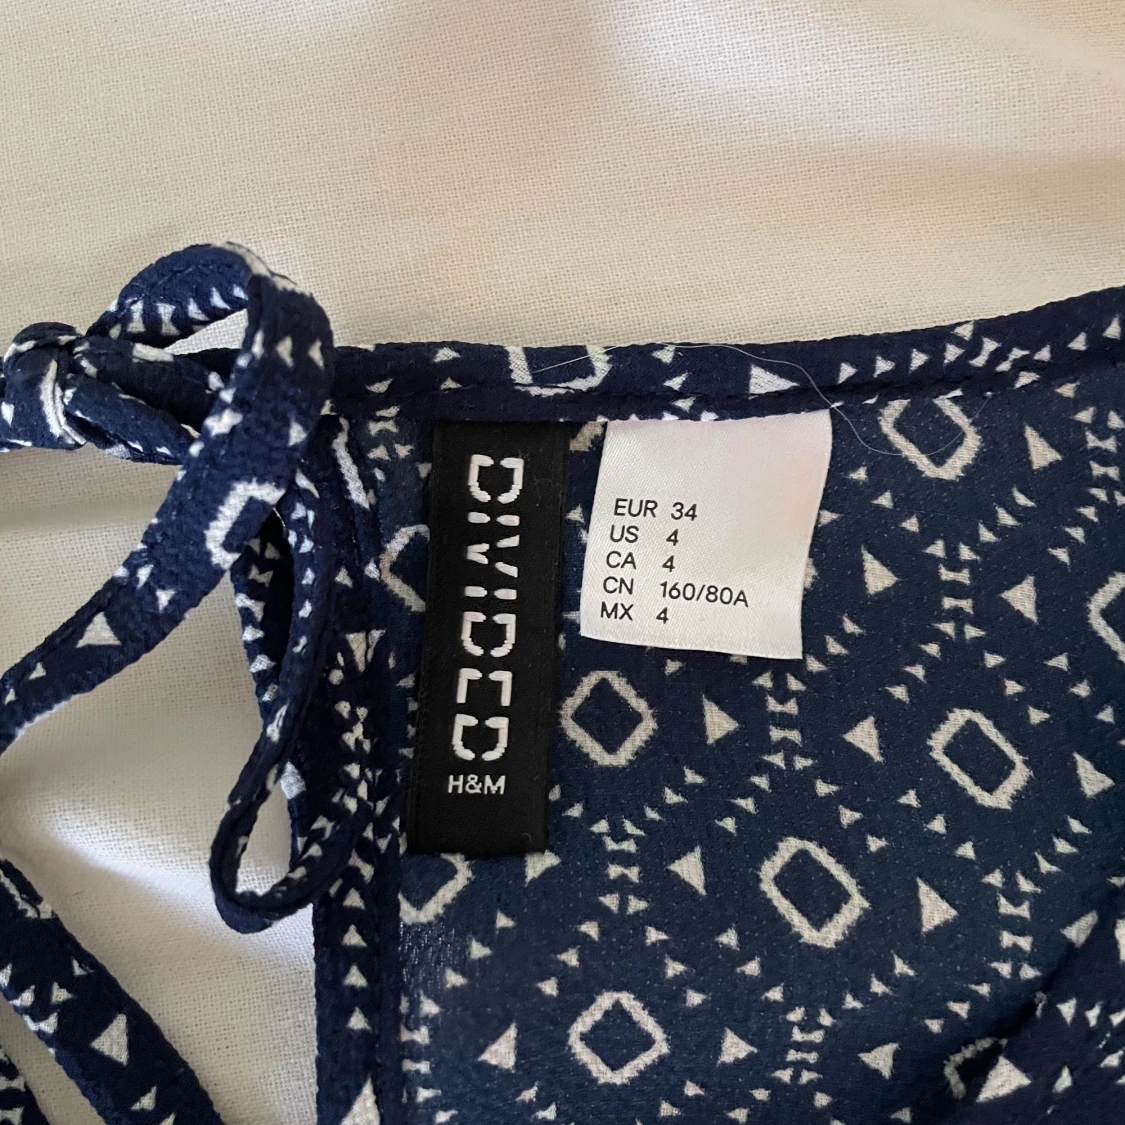 DIVIDED
H&M
EUR 34
US 4
CA 4
CN 160/80A
MX 4